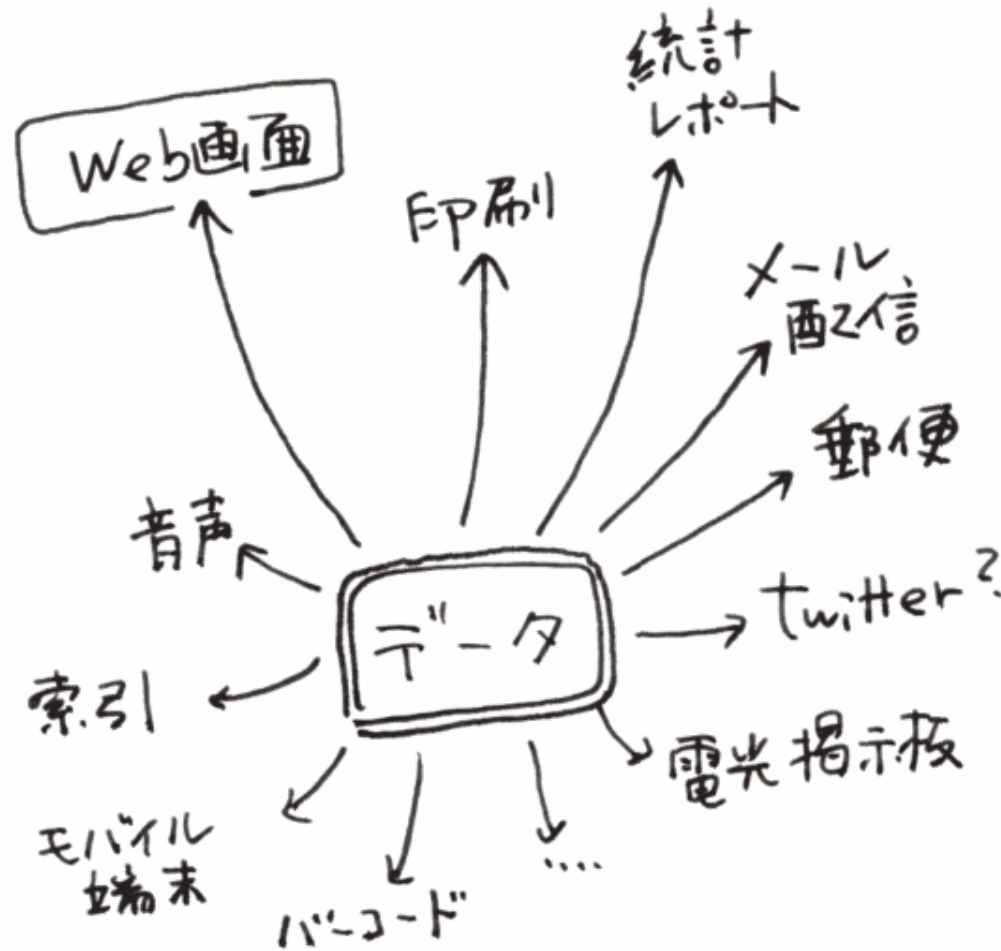 統計
レポート
Web画面
印刷
メール
配信
郵便
音声
twitter?
データ
索引
電光掲示板
モバイル
端末
‥‥
バーコード